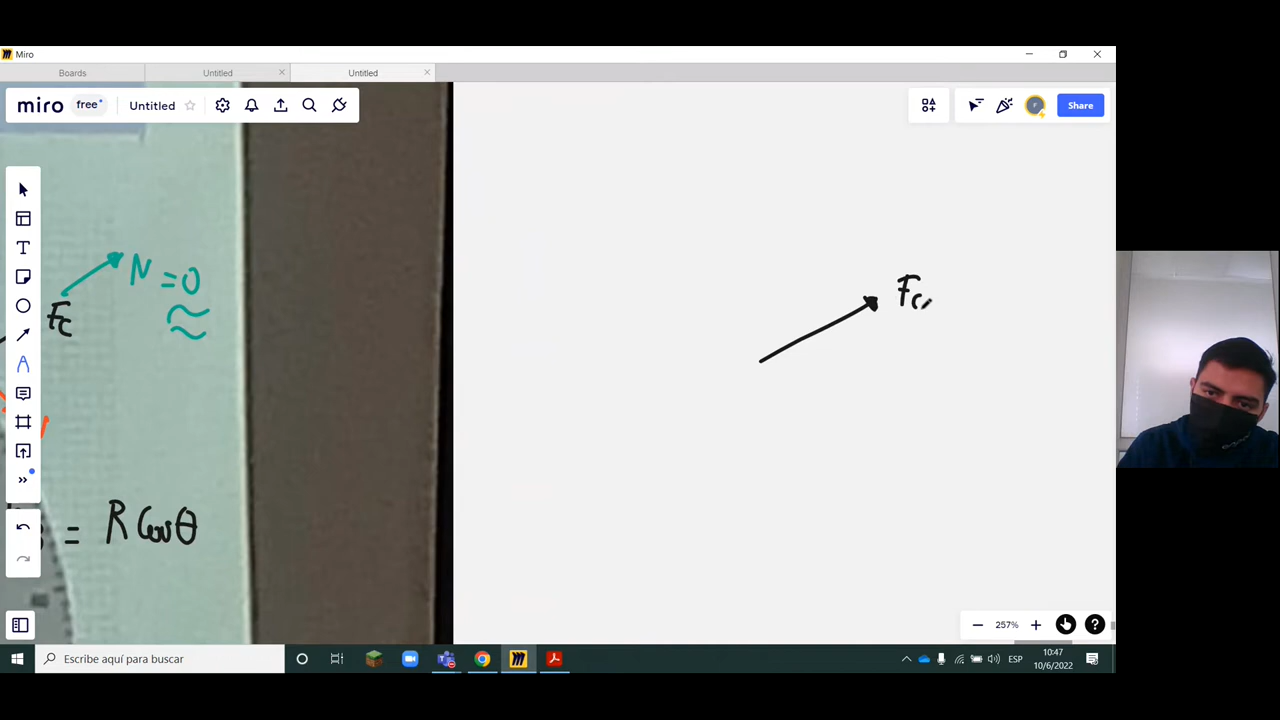 Miro
Boards
Untitled
Untitled
miro
free
Untitled
Share
N = 0
Fc
Fc
= R Cos θ
257%
Escribe aquí para buscar
ESP
10:47
10/6/2022